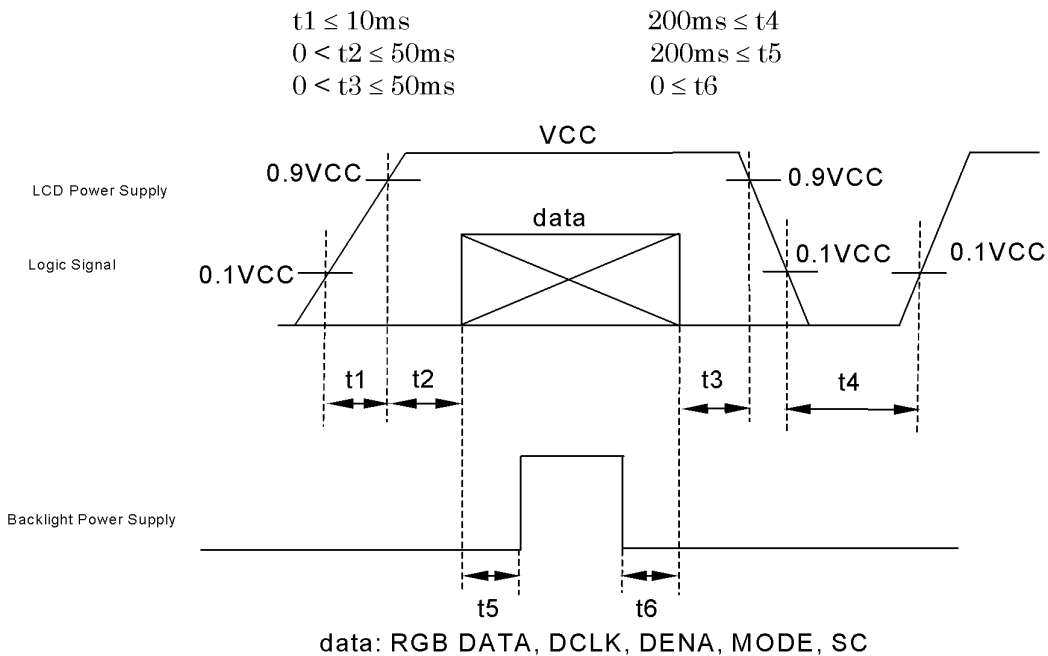 t1 ≤ 10ms
200ms ≤ t4
0 < t2 ≤ 50ms
200ms ≤ t5
0 < t3 ≤ 50ms
0 ≤ t6
VCC
0.9VCC
0.9VCC
LCD Power Supply
data
Logic Signal
0.1VCC
0.1VCC
0.1VCC
t1
t2
t3
t4
Backlight Power Supply
t5
t6
data: RGB DATA, DCLK, DENA, MODE, SC